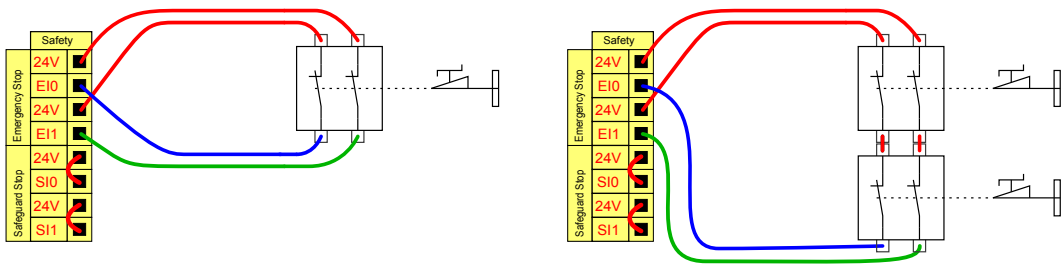 Safety
Emergency Stop
24V
EI0
24V
EI1
Safeguard Stop
24V
SI0
24V
SI1
Safety
Emergency Stop
24V
EI0
24V
EI1
Safeguard Stop
24V
SI0
24V
SI1